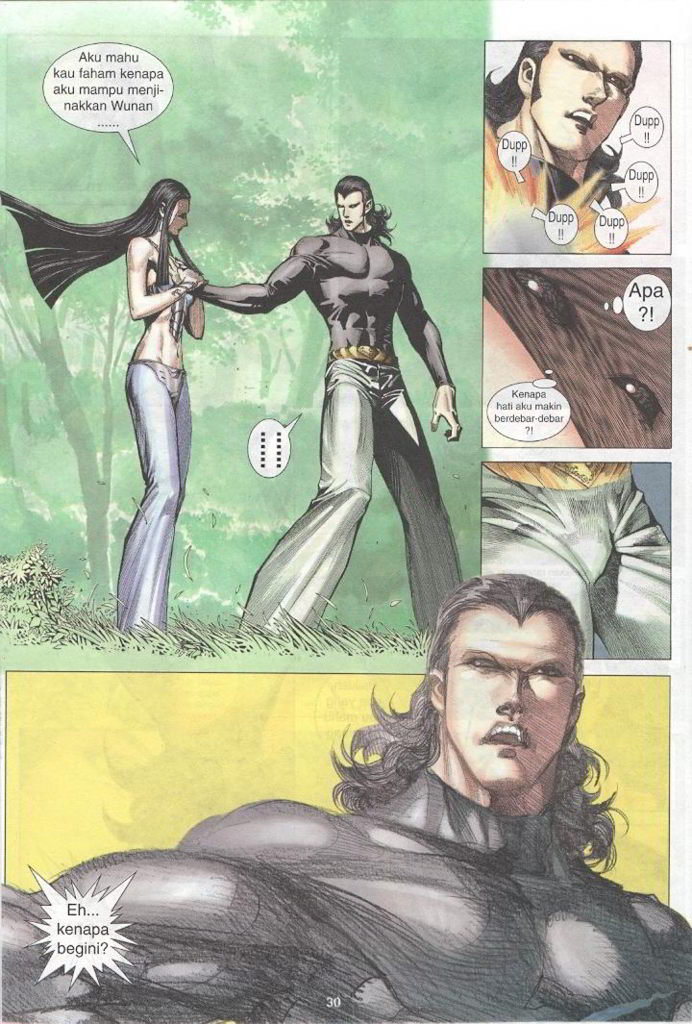 Aku mahu
kau faham kenapa
aku mampu menji-
nakkan Wunan
......
Dupp
!!
Dupp
!!
Dupp
!!
Dupp
!!
Dupp
!!
Apa
?!
Kenapa
hati aku makin
berdebar-debar
?!
Eh...
kenapa
begini?
30